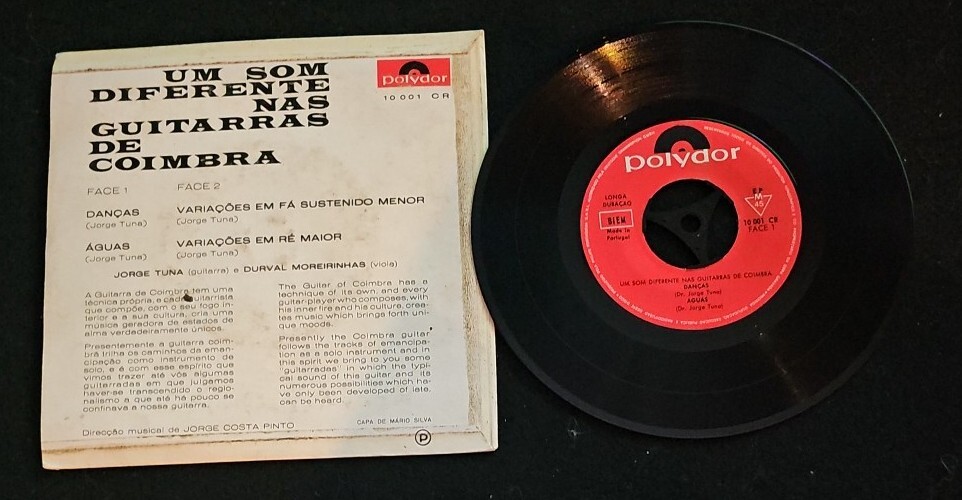 UM SOM
DIFERENTE
NAS
GUITARRAS
DE
COIMBRA
polydor
10 001 CR
FACE 1 FACE 2
DANÇAS VARIAÇÕES EM FÁ SUSTENIDO MENOR
(Jorge Tuna) (Jorge Tuna)
ÁGUAS VARIAÇÕES EM RÉ MAIOR
(Jorge Tuna) (Jorge Tuna)
JORGE TUNA (guitarra) e DURVAL MOREIRINHAS (viola)
A Guitarra de Coimbra tem uma
técnica própria, e cada guitarrista
que compõe, com o seu fogo in-
terior e a sua cultura, cria uma
música geradora de estados de
alma verdadeiramente únicos.
Presentemente a guitarra coim-
brã trilha os caminhos da eman-
cipação como instrumento de
solo, e é com esse espírito que
vimos trazer até vós algumas
guitarradas em que julgamos
haver-se transcendido o regio-
nalismo a que até há pouco se
confinava a nossa guitarra.
The Guitar of Coimbra has a
technique of its own, and every
guitar-player who composes, with
his inner fire and his culture, crea-
tes music which brings forth uni-
que moods.
Presently the Coimbra guitar
follows the tracks of emancipa-
tion as a solo instrument and in
this spirit we bring to you some
"guitarradas" in which the typi-
cal sound of this guitar and its
numerous possibilities which ha-
ve only been developed of late,
can be heard.
Direcção musical de JORGE COSTA PINTO
CAPA DE MÁRIO SILVA
P
polydor
LONGA
DURAÇÃO
BIEM
Made in
Portugal
EP
M
45
10 001 CR
FACE 1
UM SOM DIFERENTE NAS GUITARRAS DE COIMBRA
DANÇAS
(Dr. Jorge Tuna)
ÁGUAS
(Dr. Jorge Tuna)